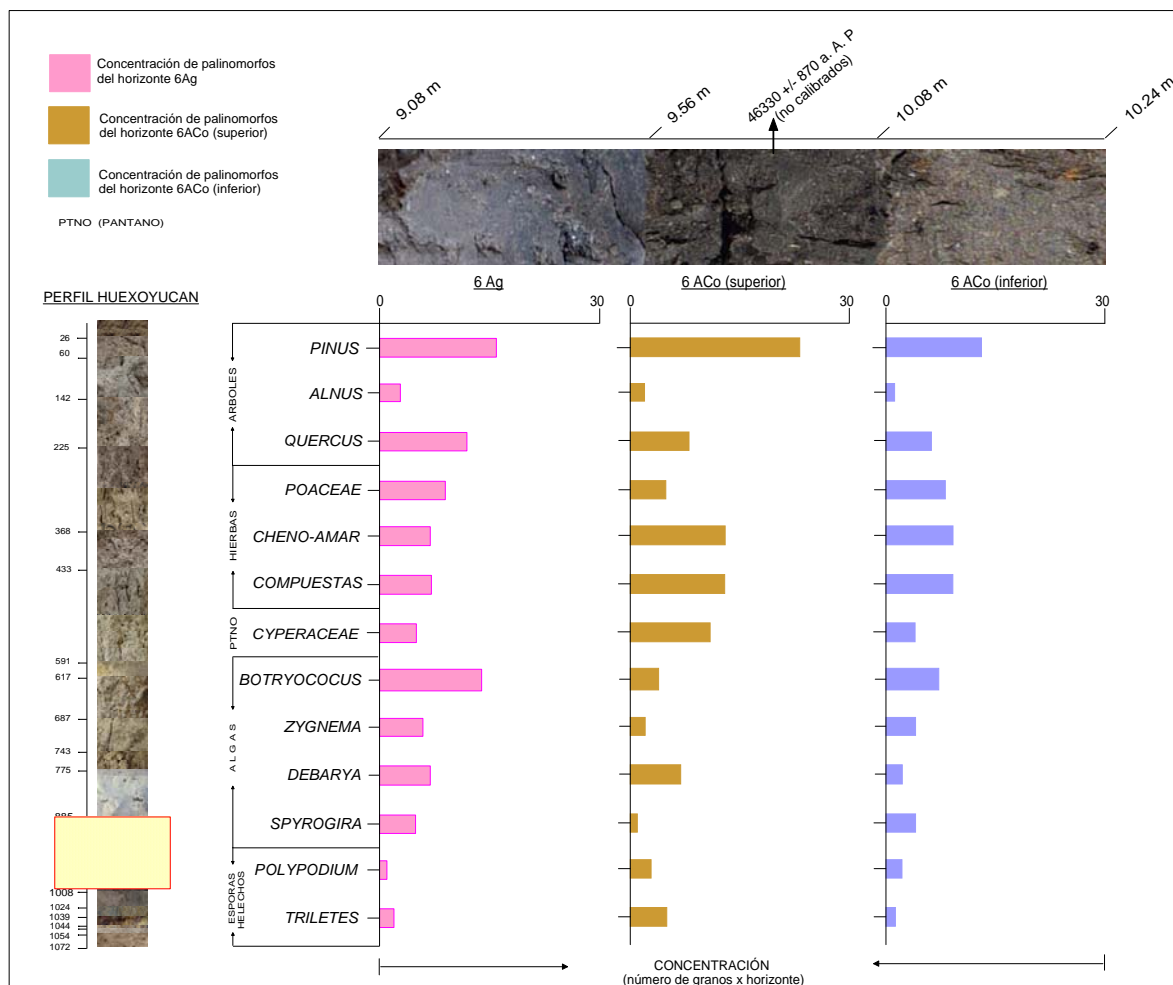 Concentración de palinomorfos
del horizonte 6Ag
Concentración de palinomorfos
del horizonte 6ACo (superior)
Concentración de palinomorfos
del horizonte 6ACo (inferior)
PTNO (PANTANO)
9.08 m
9.56 m
46330 +/- 870 a. A. P
(no calibrados)
10.08 m
10.24 m
PERFIL HUEXOYUCAN
6 Ag
6 ACo (superior)
6 ACo (inferior)
0 30
0 30
0 30
26
60
142
225
368
433
591
617
687
743
775
1008
1024
1039
1044
1054
1072
ARBOLES
HIERBAS
PTNO
ALGAS
ESPORAS
HELECHOS
PINUS
ALNUS
QUERCUS
POACEAE
CHENO-AMAR
COMPUESTAS
CYPERACEAE
BOTRYOCOCUS
ZYGNEMA
DEBARYA
SPYROGIRA
POLYPODIUM
TRILETES
CONCENTRACIÓN
(número de granos x horizonte)